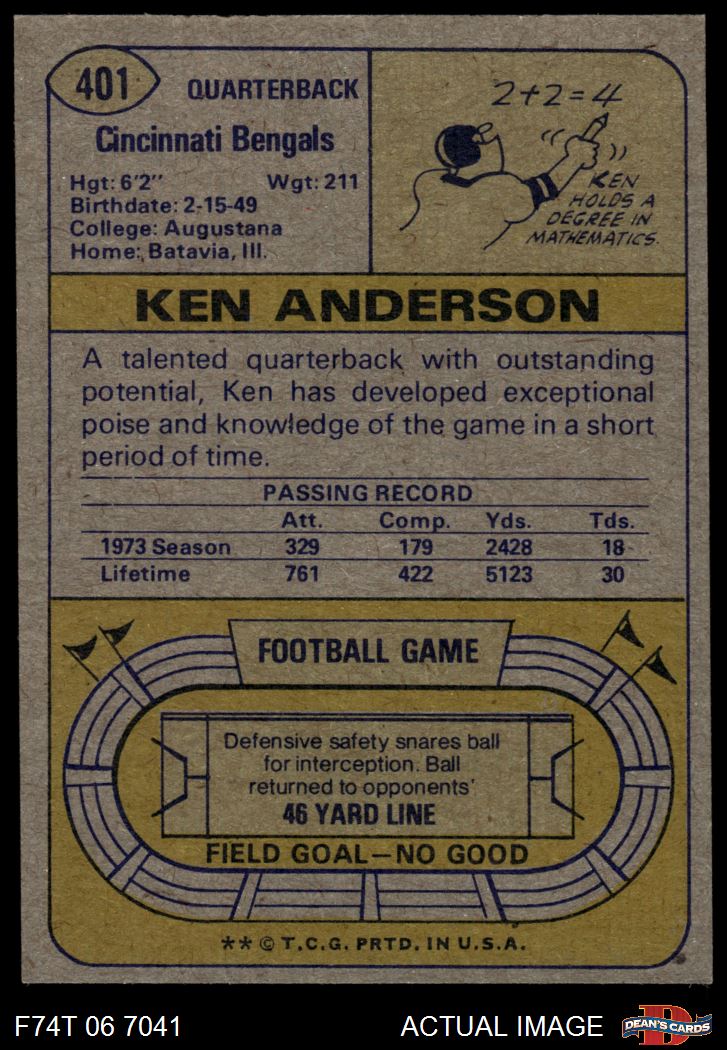 401
QUARTERBACK
Cincinnati Bengals
Hgt: 6'2" Wgt: 211
Birthdate: 2-15-49
College: Augustana
Home: Batavia, Ill.
2+2=4
KEN
HOLDS A
DEGREE IN
MATHEMATICS.
KEN ANDERSON
A talented quarterback with outstanding
potential, Ken has developed exceptional
poise and knowledge of the game in a short
period of time.
PASSING RECORD
Att. Comp. Yds. Tds.
1973 Season 329 179 2428 18
Lifetime 761 422 5123 30
FOOTBALL GAME
Defensive safety snares ball
for interception. Ball
returned to opponents'
46 YARD LINE
FIELD GOAL—NO GOOD
** © T.C.G. PRTD. IN U.S.A.
F74T 06 7041
ACTUAL IMAGE
D
DEAN'S CARDS